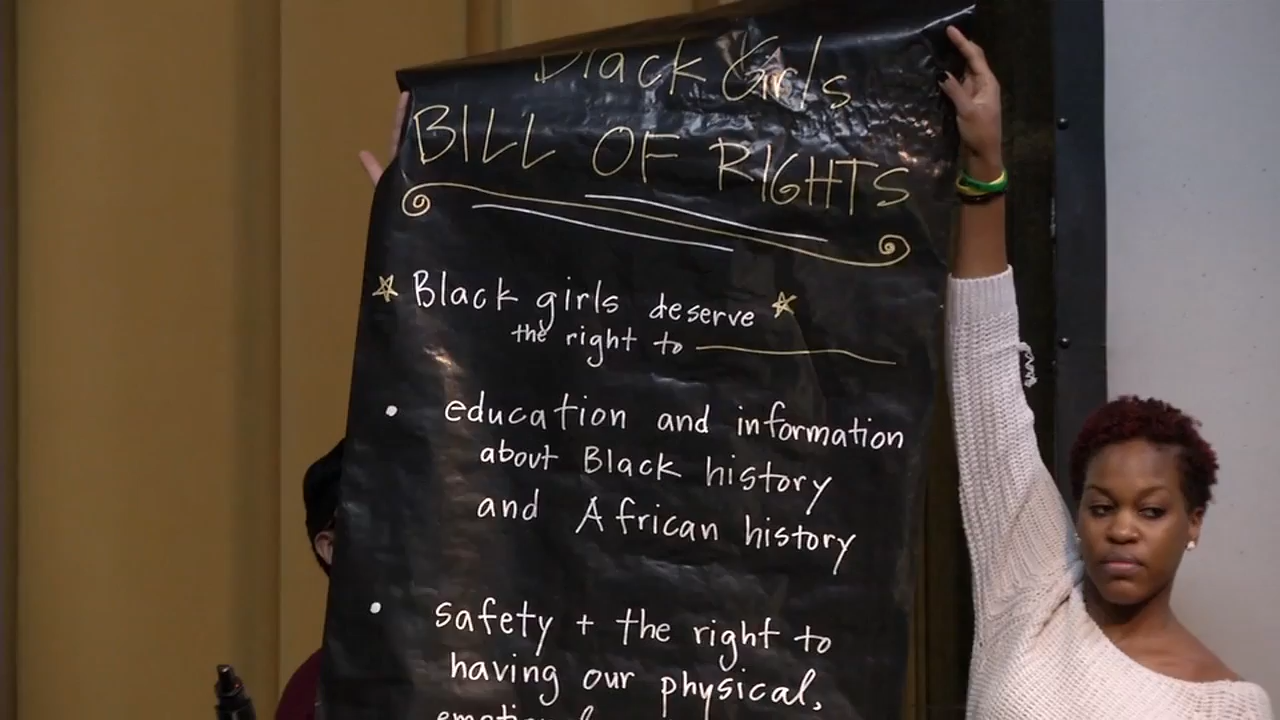 Black Girls
BILL OF RIGHTS
Black girls deserve
the right to
education and information
about Black history
and African history
safety + the right to
having our physical,